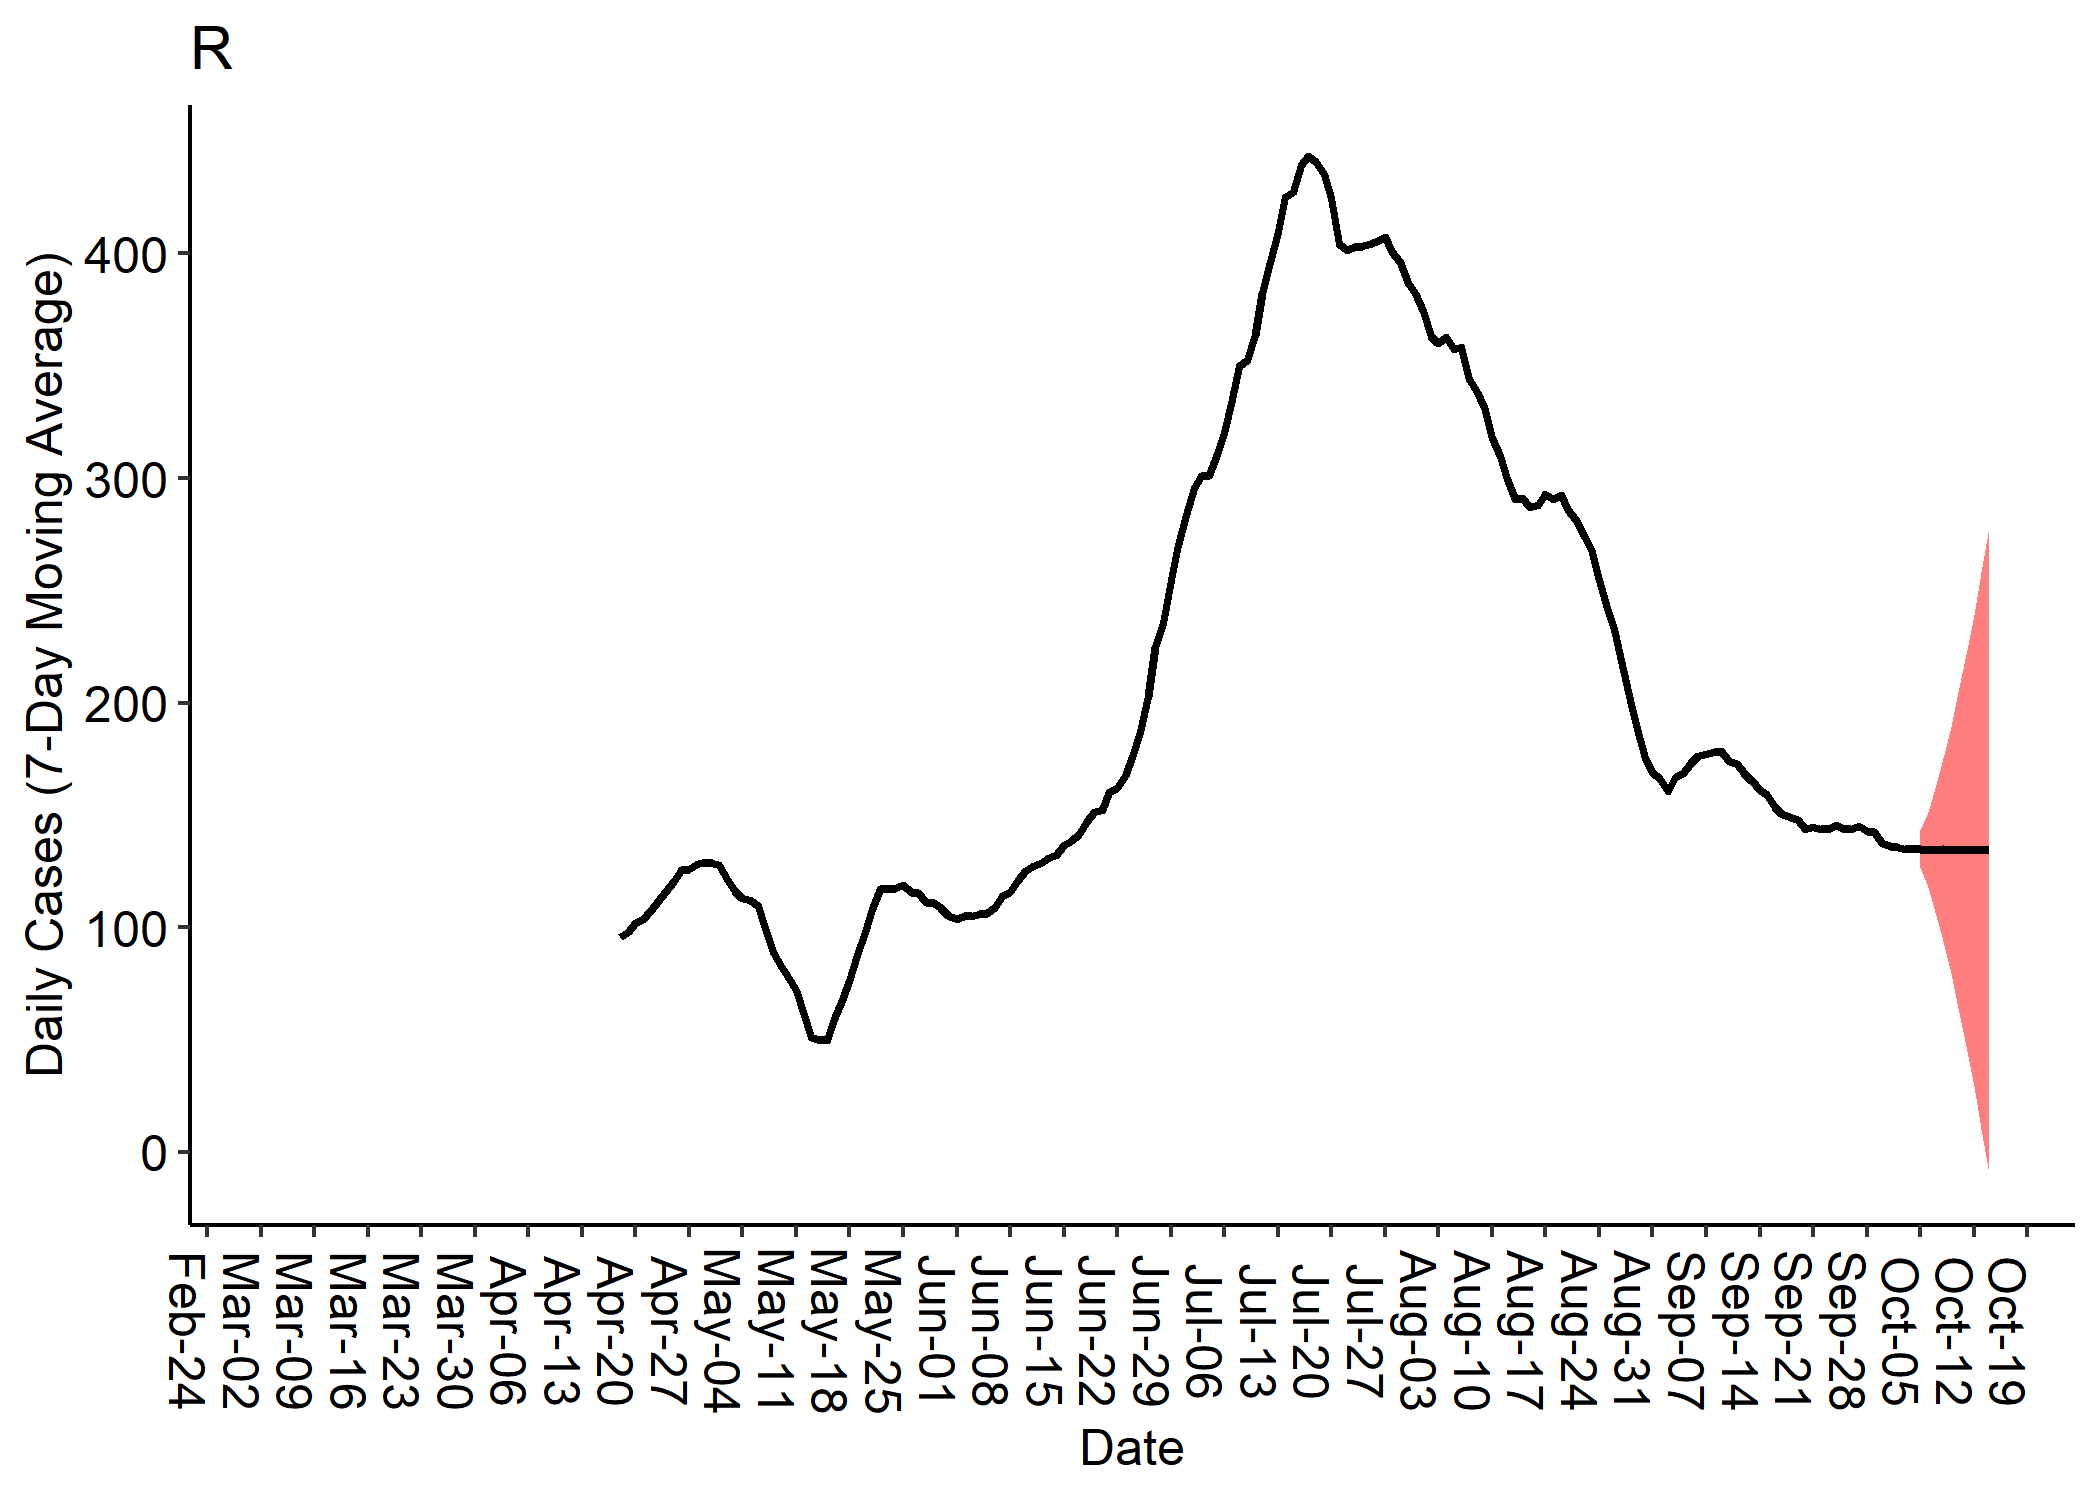 R
Daily Cases (7-Day Moving Average)
400
300
200
100
0
Feb-24
Mar-02
Mar-09
Mar-16
Mar-23
Mar-30
Apr-06
Apr-13
Apr-20
Apr-27
May-04
May-11
May-18
May-25
Jun-01
Jun-08
Jun-15
Jun-22
Jun-29
Jul-06
Jul-13
Jul-20
Jul-27
Aug-03
Aug-10
Aug-17
Aug-24
Aug-31
Sep-07
Sep-14
Sep-21
Sep-28
Oct-05
Oct-12
Oct-19
Date